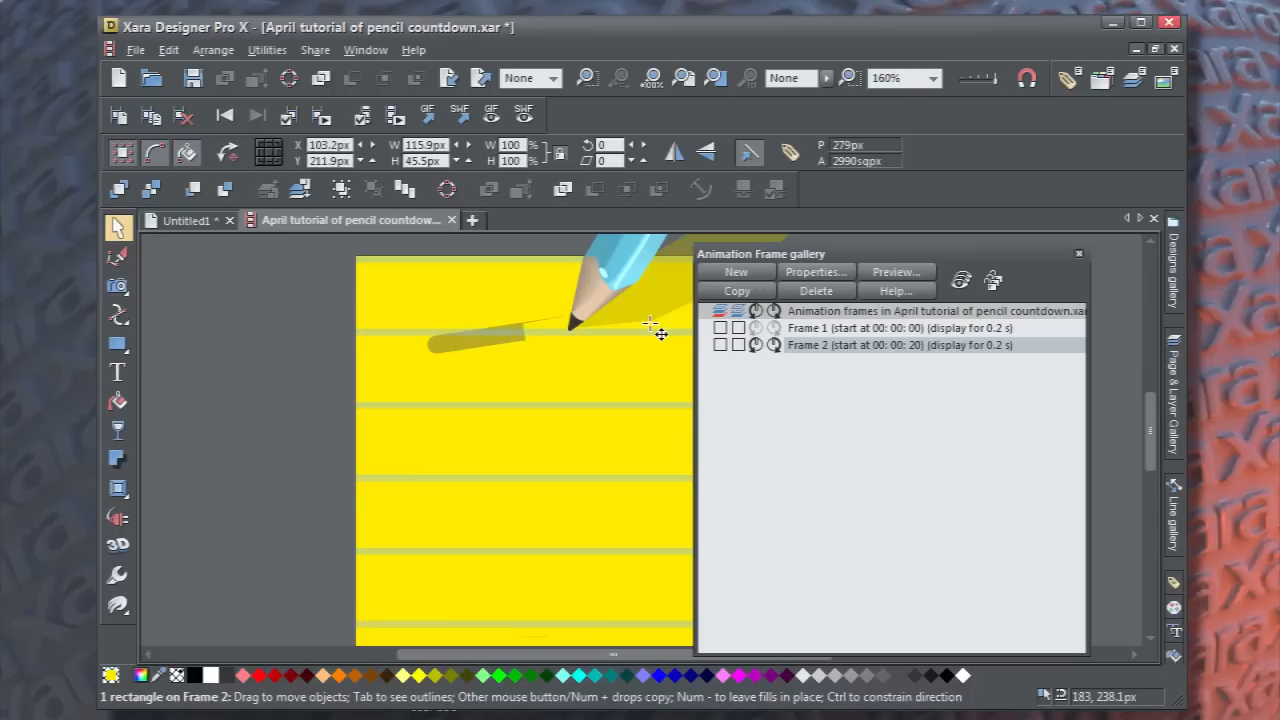 Xara Designer Pro X - [April tutorial of pencil countdown.xar *]
File Edit Arrange Utilities Share Window Help
None None 160%
GIF SWF GIF SWF
X 103.2px W 115.9px W 100 % 0 P 279px
Y 211.9px H 45.5px H 100 % 0 A 2990sqpx
Untitled1 * April tutorial of pencil countdow... *
Animation Frame gallery
New Properties... Preview...
Copy Delete Help...
Animation frames in April tutorial of pencil countdown.xar
Frame 1 (start at 00: 00: 00) (display for 0.2 s)
Frame 2 (start at 00: 00: 20) (display for 0.2 s)
Designs gallery
Page & Layer Gallery
Line gallery
T
3D
1 rectangle on Frame 2: Drag to move objects; Tab to see outlines; Other mouse button/Num + drops copy; Num - to leave fills in place; Ctrl to constrain direction
183, 238.1px